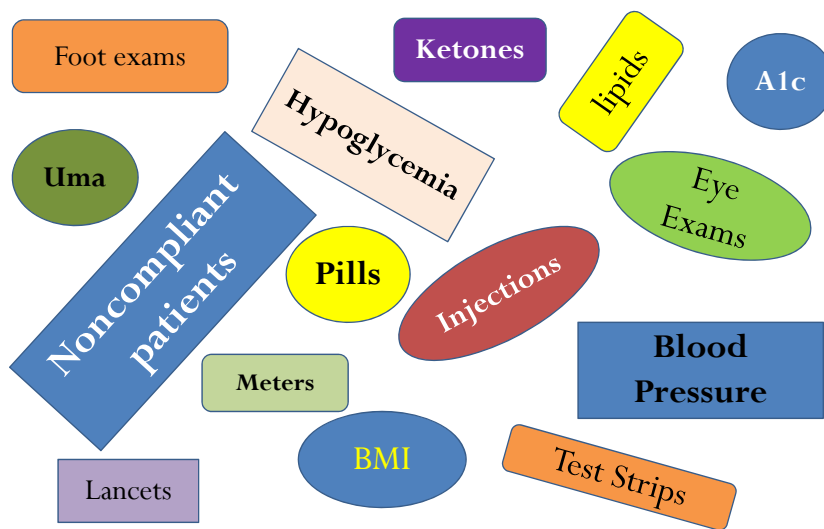 Foot exams
Ketones
lipids
A1c
Hypoglycemia
Uma
Eye
Exams
Noncompliant
patients
Pills
Injections
Blood
Pressure
Meters
BMI
Test Strips
Lancets